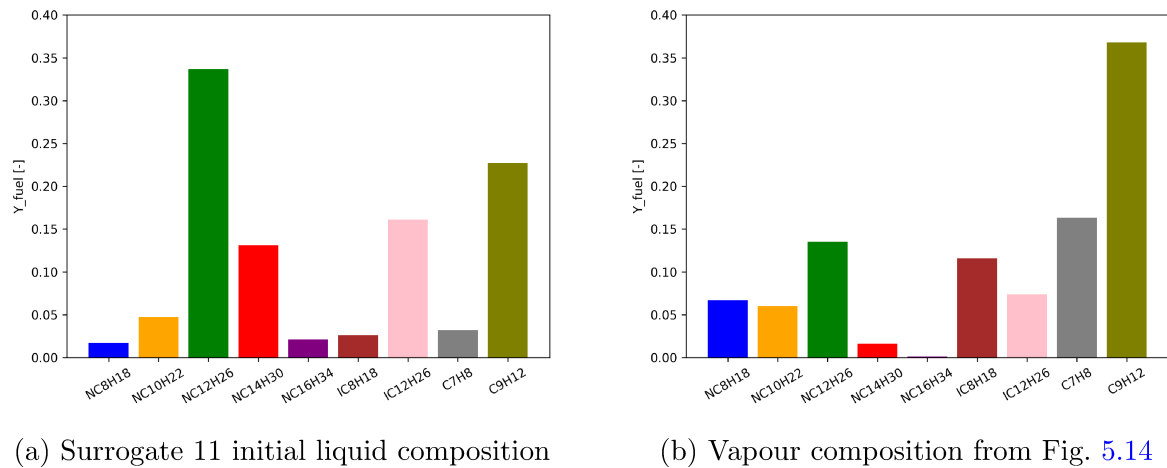 0.40
0.35
0.30
0.25
0.20
0.15
0.10
0.05
0.00
Y_fuel [-]
NC8H18
NC10H22
NC12H26
NC14H30
NC16H34
IC8H18
IC12H26
C7H8
C9H12
(a) Surrogate 11 initial liquid composition
0.40
0.35
0.30
0.25
0.20
0.15
0.10
0.05
0.00
Y_fuel [-]
NC8H18
NC10H22
NC12H26
NC14H30
NC16H34
IC8H18
IC12H26
C7H8
C9H12
(b) Vapour composition from Fig. 5.14